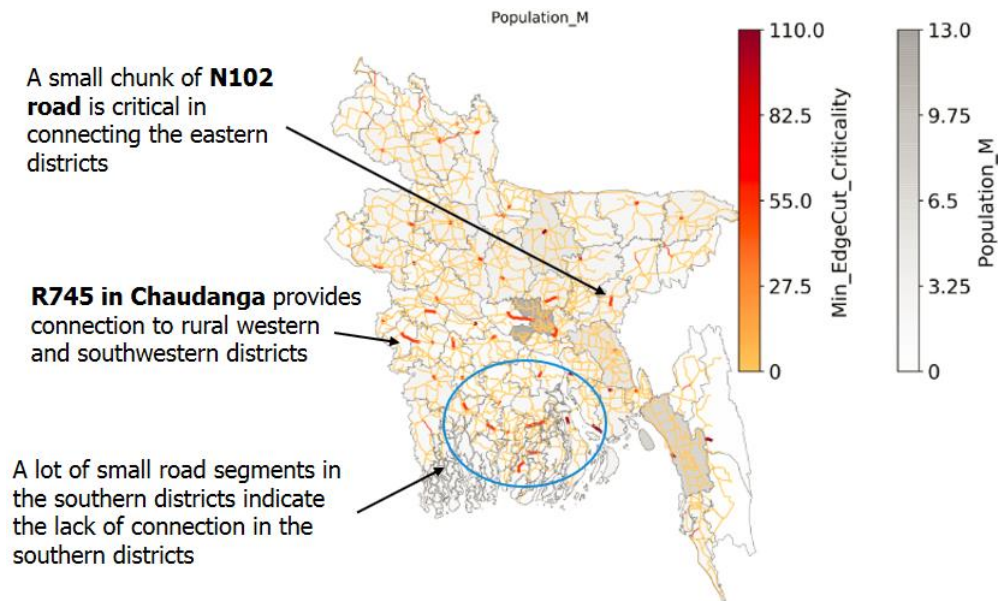 Population_M
A small chunk of N102
road is critical in
connecting the eastern
districts
R745 in Chaudanga provides
connection to rural western
and southwestern districts
A lot of small road segments in
the southern districts indicate
the lack of connection in the
southern districts
110.0
82.5
55.0
27.5
0
Min_EdgeCut_Criticality
13.0
9.75
6.5
3.25
0
Population_M